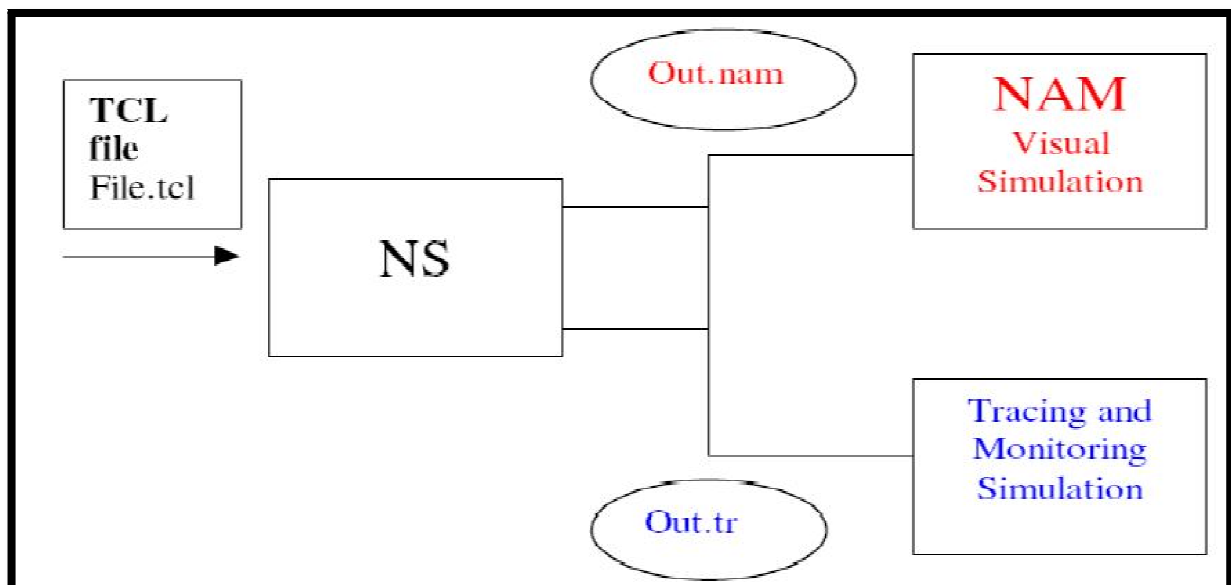 TCL
file
File.tcl
NS
Out.nam
NAM
Visual
Simulation
Out.tr
Tracing and
Monitoring
Simulation